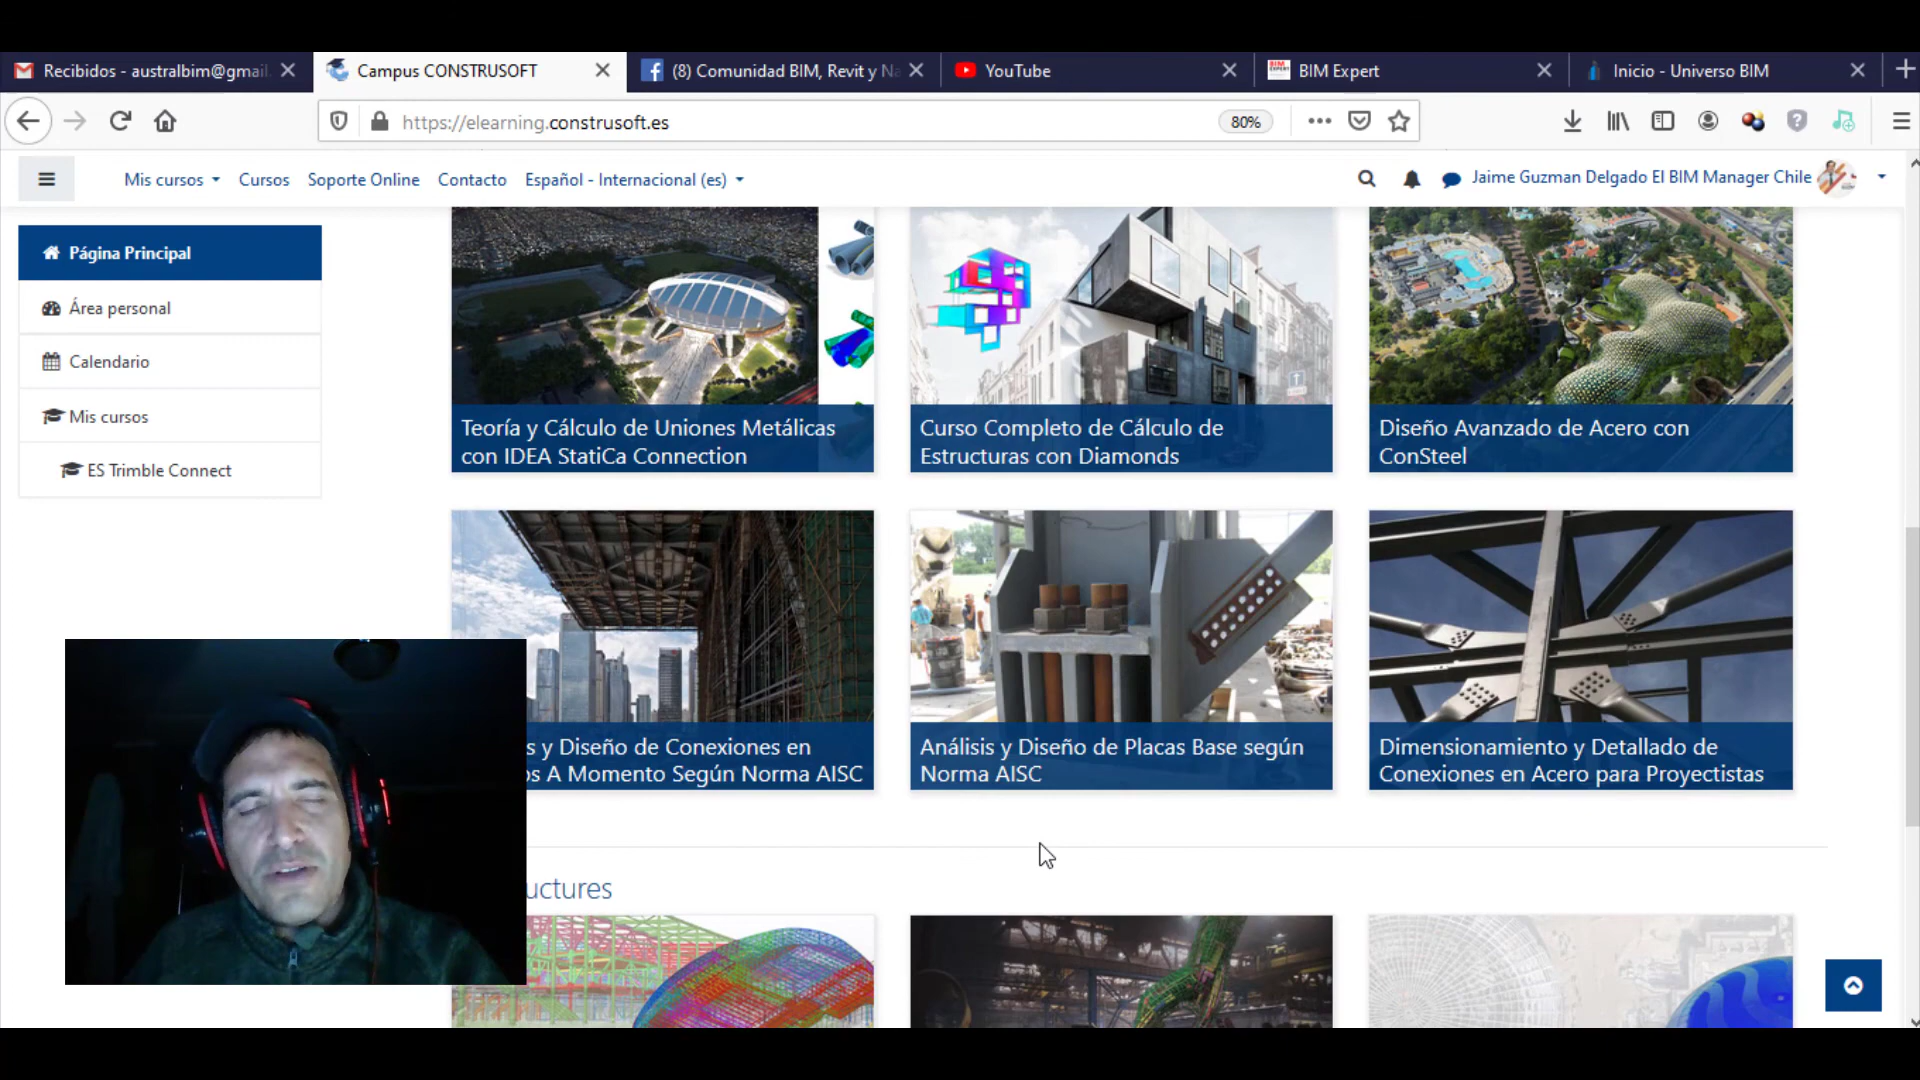 Recibidos - australbim@gmail.
Campus CONSTRUSOFT
(8) Comunidad BIM, Revit y Na
YouTube
BIM Expert
Inicio - Universo BIM
https://elearning.construsoft.es
80%
Mis cursos
Cursos
Soporte Online
Contacto
Español - Internacional (es)
Jaime Guzman Delgado El BIM Manager Chile
Página Principal
Área personal
Calendario
Mis cursos
ES Trimble Connect
Teoría y Cálculo de Uniones Metálicas
con IDEA StatiCa Connection
Curso Completo de Cálculo de
Estructuras con Diamonds
Diseño Avanzado de Acero con
ConSteel
s y Diseño de Conexiones en
os A Momento Según Norma AISC
Análisis y Diseño de Placas Base según
Norma AISC
Dimensionamiento y Detallado de
Conexiones en Acero para Proyectistas
uctures